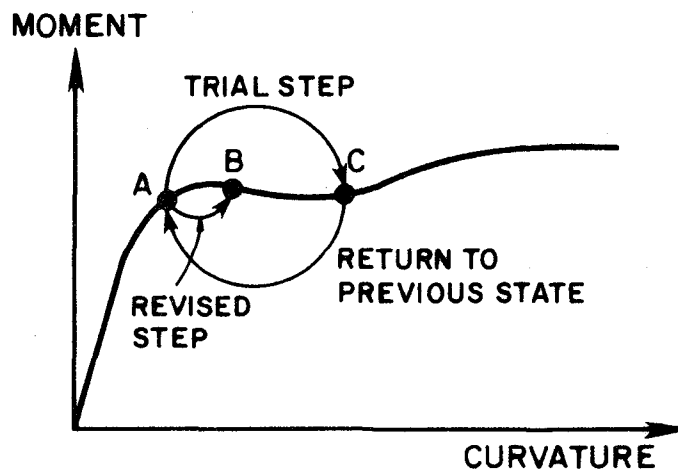 MOMENT
TRIAL STEP
A
B
C
RETURN TO
PREVIOUS STATE
REVISED
STEP
CURVATURE